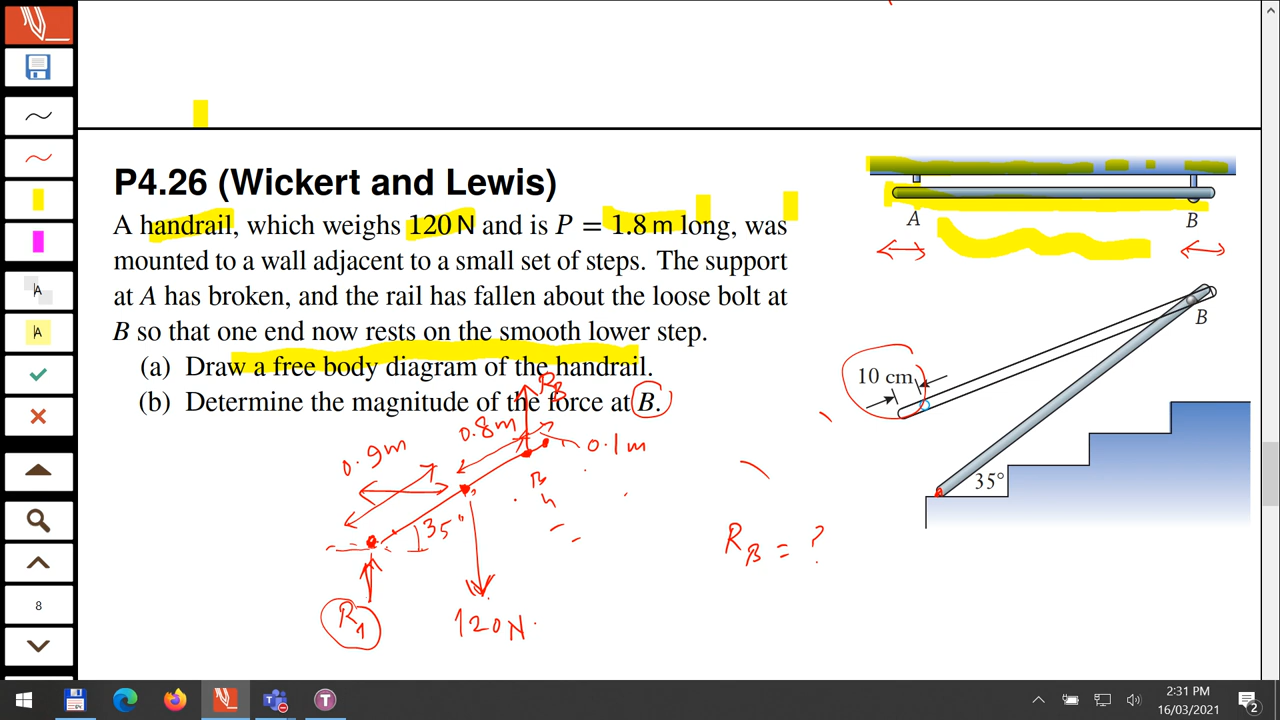 P4.26 (Wickert and Lewis)
A handrail, which weighs 120 N and is P = 1.8 m long, was
mounted to a wall adjacent to a small set of steps. The support
at A has broken, and the rail has fallen about the loose bolt at
B so that one end now rests on the smooth lower step.
(a) Draw a free body diagram of the handrail.
(b) Determine the magnitude of the force at B.
A
B
B
10 cm
35°
R_B
0.9m
0.8m
0.1m
B
35°
R_1
120N
R_B = ?
A
A
8
T
2:31 PM
16/03/2021
2